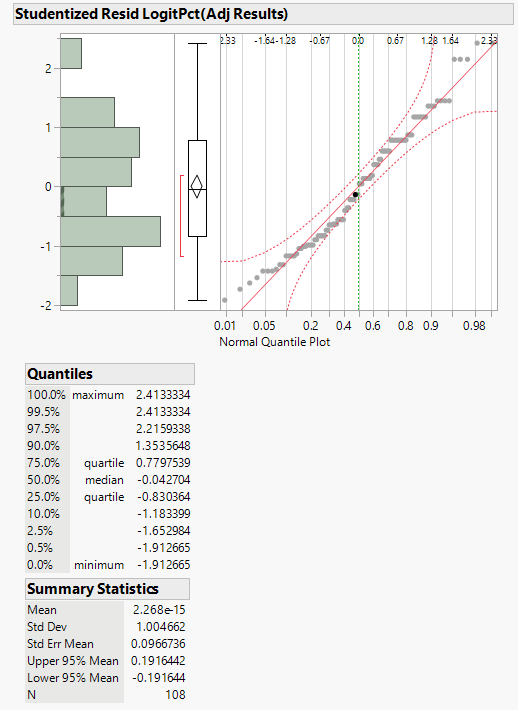 Studentized Resid LogitPct(Adj Results)
2.33 -1.64 -1.28 -0.67 0.0 0.67 1.28 1.64 2.33
2
1
0
-1
-2
0.01 0.05 0.2 0.4 0.6 0.8 0.9 0.98
Normal Quantile Plot
Quantiles
100.0% maximum 2.4133334
99.5% 2.4133334
97.5% 2.2159338
90.0% 1.3535648
75.0% quartile 0.7797539
50.0% median -0.042704
25.0% quartile -0.830364
10.0% -1.183399
2.5% -1.652984
0.5% -1.912665
0.0% minimum -1.912665
Summary Statistics
Mean 2.268e-15
Std Dev 1.004662
Std Err Mean 0.0966736
Upper 95% Mean 0.1916442
Lower 95% Mean -0.191644
N 108